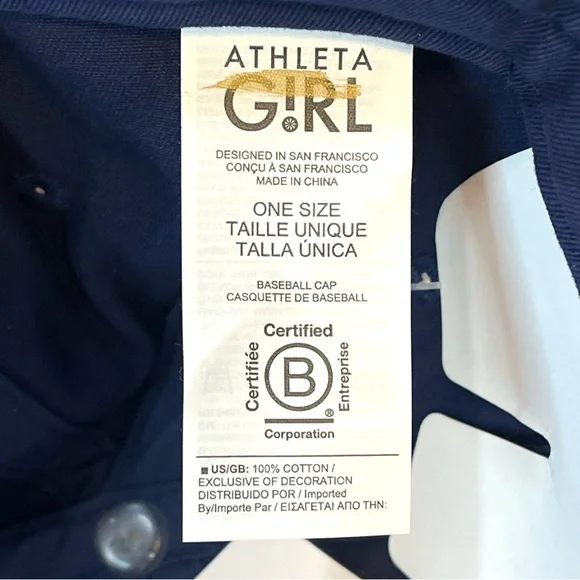 ATHLETA
GIRL
DESIGNED IN SAN FRANCISCO
CONÇU À SAN FRANCISCO
MADE IN CHINA
ONE SIZE
TAILLE UNIQUE
TALLA ÚNICA
BASEBALL CAP
CASQUETTE DE BASEBALL
Certified
Certifiée
B
®
Entreprise
Corporation
US/GB: 100% COTTON /
EXCLUSIVE OF DECORATION
DISTRIBUIDO POR / Imported
By/Importe Par / ΕΙΣΑΓΕΤΑΙ ΑΠΟ ΤΗΝ: